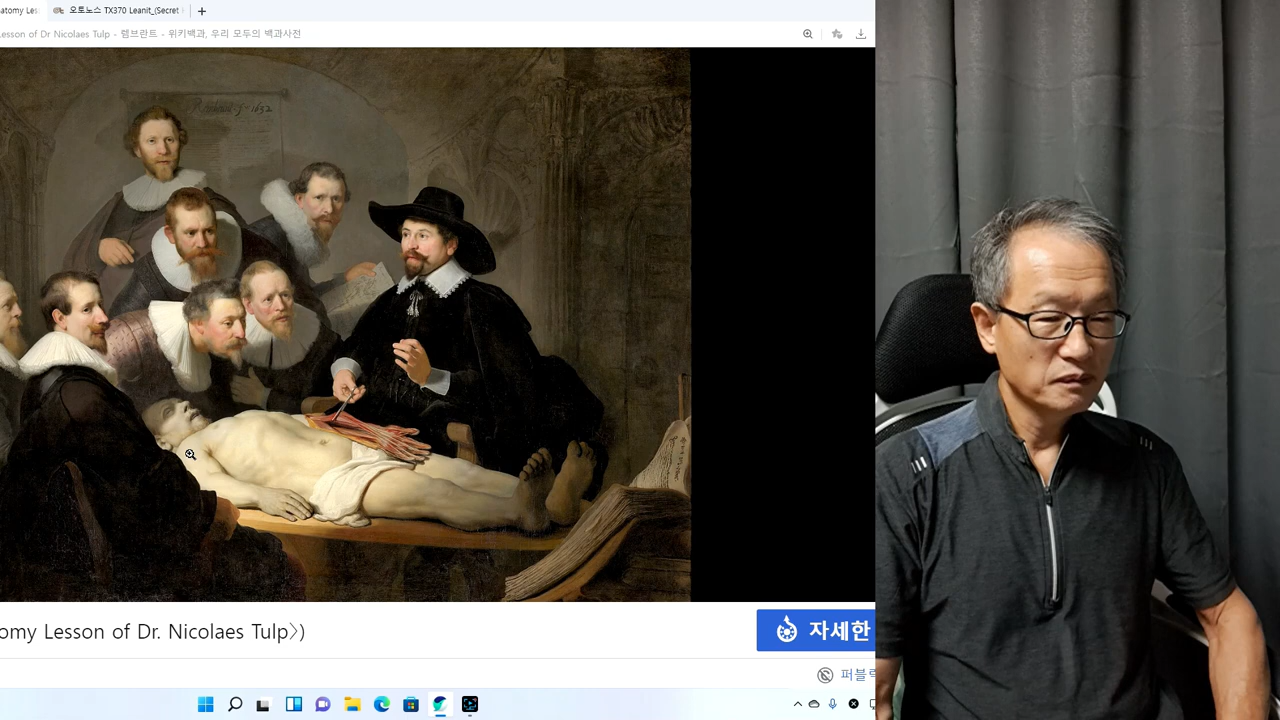 atomy Les
오토노스 TX370 Leanit_(Secret
Lesson of Dr Nicolaes Tulp - 렘브란트 - 위키백과, 우리 모두의 백과사전
omy Lesson of Dr. Nicolaes Tulp〉)
자세한
퍼블릭